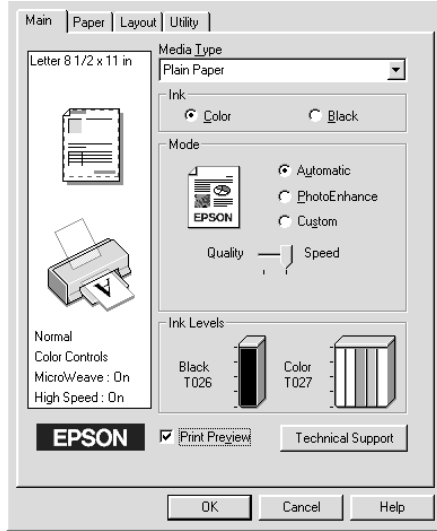 Main Paper Layout Utility
Letter 8 1/2 x 11 in
Media Type
Plain Paper
Ink
Color Black
Mode
EPSON
Automatic
PhotoEnhance
Custom
Quality Speed
A
Normal
Color Controls
MicroWeave : On
High Speed : On
Ink Levels
Black
T026
Color
T027
EPSON
Print Preview
Technical Support
OK Cancel Help